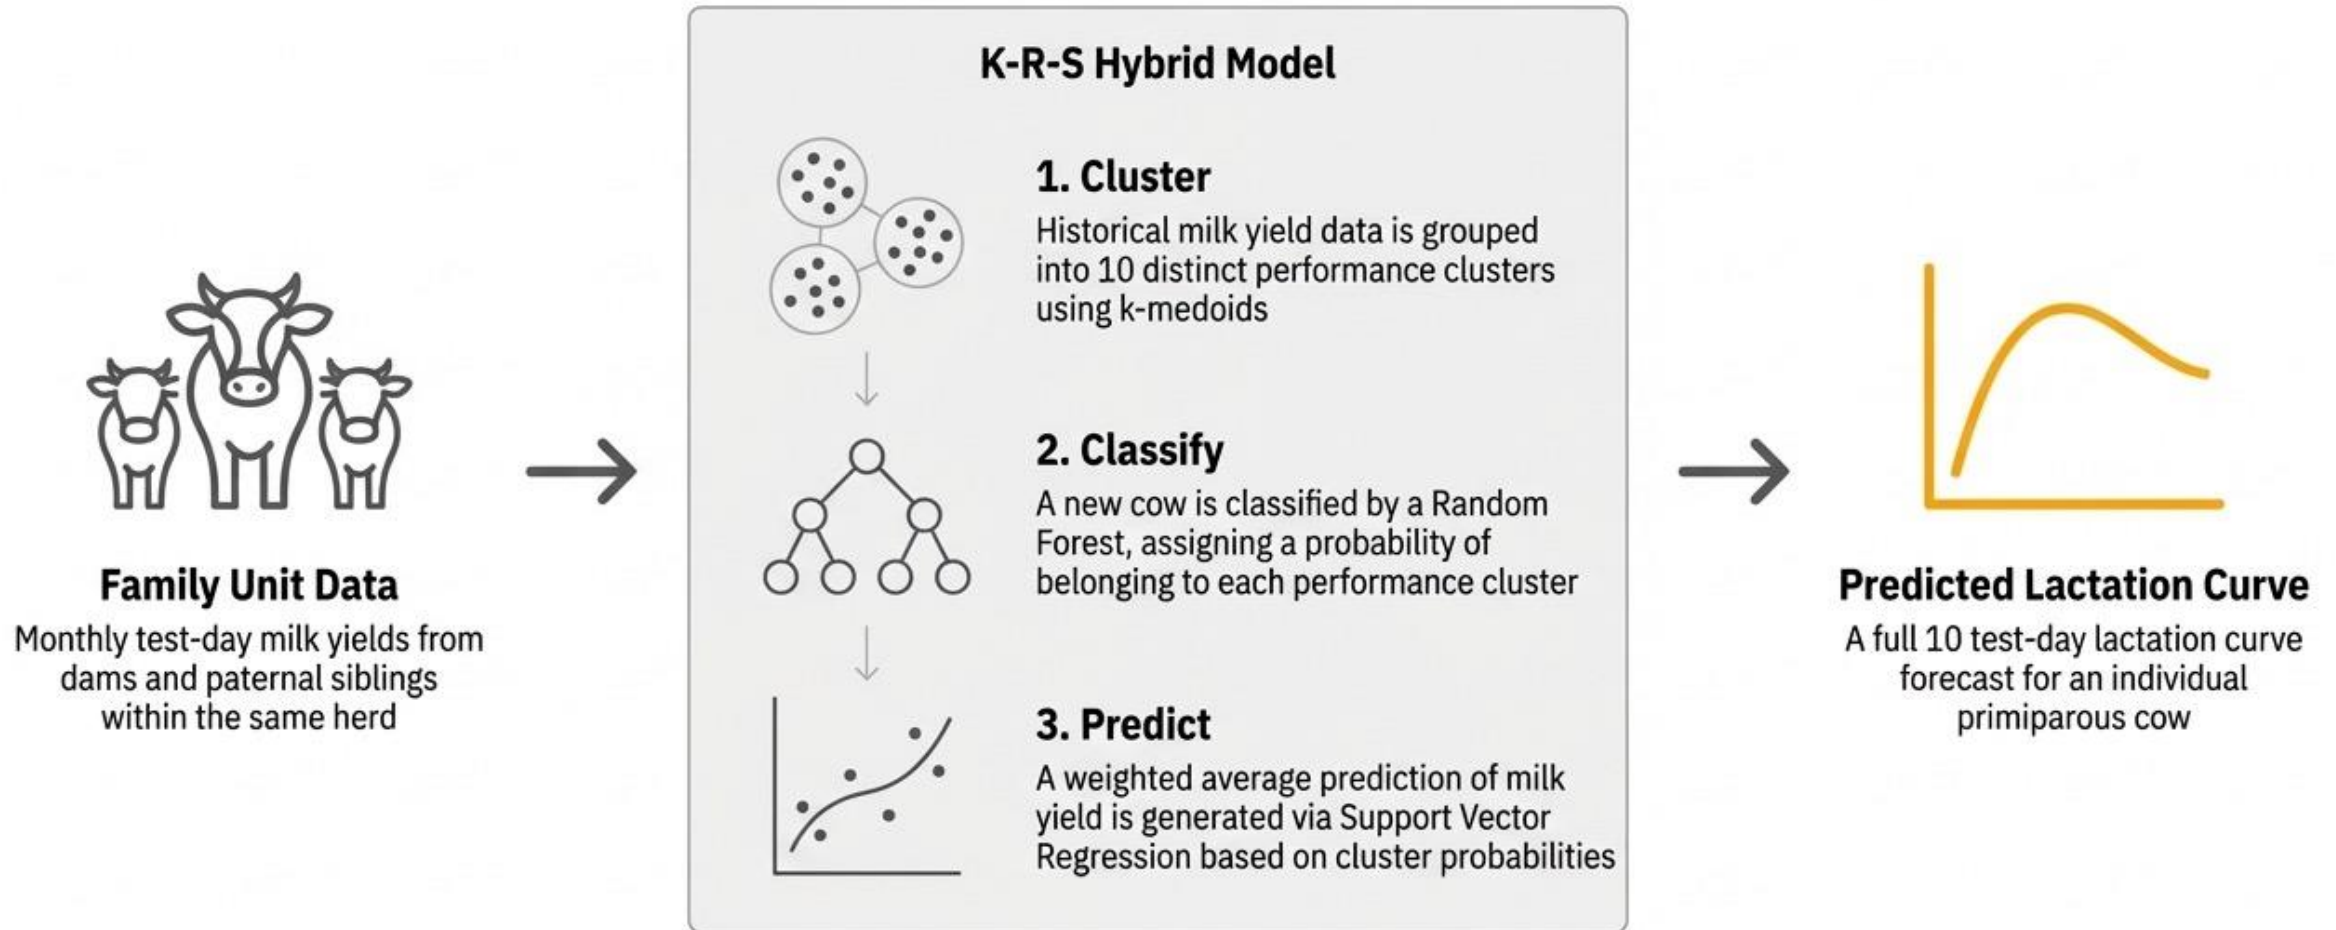 K-R-S Hybrid Model
Family Unit Data
Monthly test-day milk yields from
dams and paternal siblings
within the same herd
1. Cluster
Historical milk yield data is grouped
into 10 distinct performance clusters
using k-medoids
2. Classify
A new cow is classified by a Random
Forest, assigning a probability of
belonging to each performance cluster
3. Predict
A weighted average prediction of milk
yield is generated via Support Vector
Regression based on cluster probabilities
Predicted Lactation Curve
A full 10 test-day lactation curve
forecast for an individual
primiparous cow